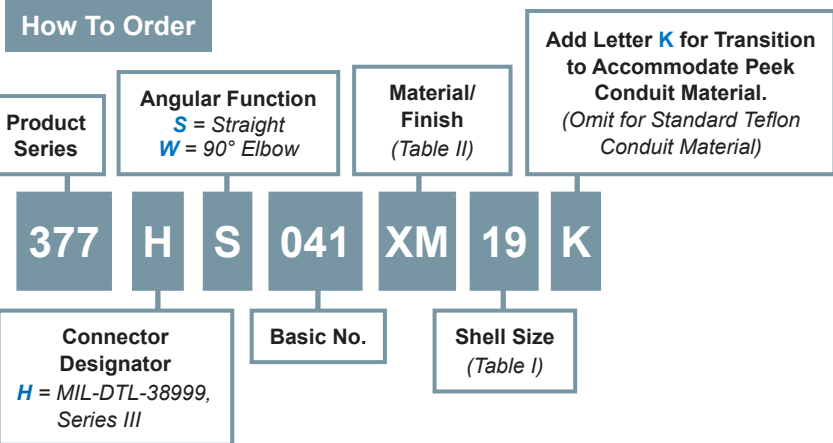 How To Order
Product
Series
Angular Function
S = Straight
W = 90° Elbow
Material/
Finish
(Table II)
Add Letter K for Transition
to Accommodate Peek
Conduit Material.
(Omit for Standard Teflon
Conduit Material)
377 H S 041 XM 19 K
Connector
Designator
H = MIL-DTL-38999,
Series III
Basic No.
Shell Size
(Table I)